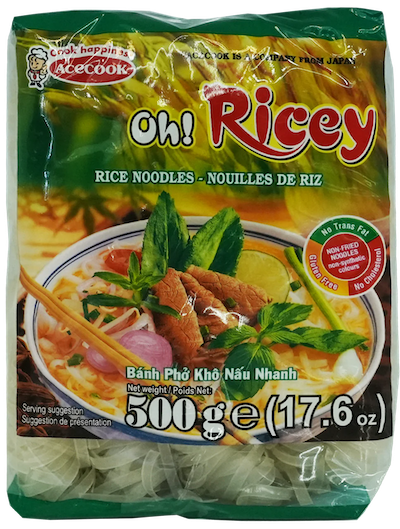 Cook happiness
ACECOOK
ACECOOK IS A COMPANY FROM JAPAN
Oh! Ricey
RICE NOODLES - NOUILLES DE RIZ
No Trans Fat
NON-FRIED
NOODLES
non-synthetic
colours
Gluten Free
No Cholesterol
Bánh Phở Khô Nấu Nhanh
Net weight / Poids Net:
500g e (17.6 oz)
Serving suggestion
Suggestion de présentation